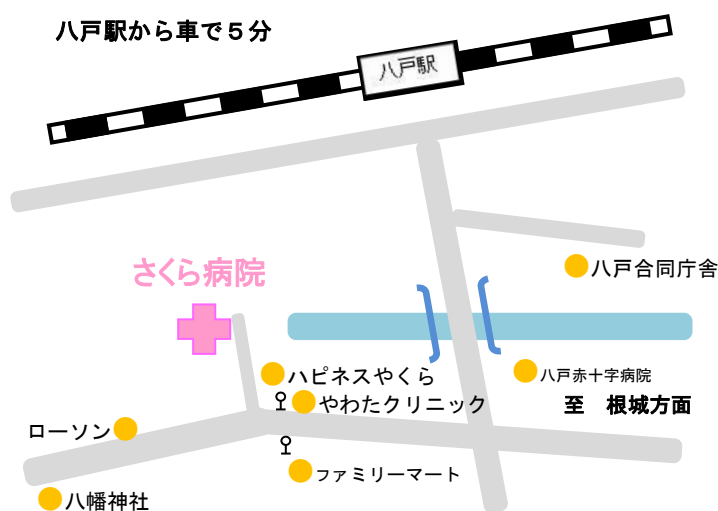 八戸駅から車で５分
八戸駅
さくら病院
八戸合同庁舎
八戸赤十字病院
至　根城方面
ハピネスやくら
やわたクリニック
ローソン
ファミリーマート
八幡神社